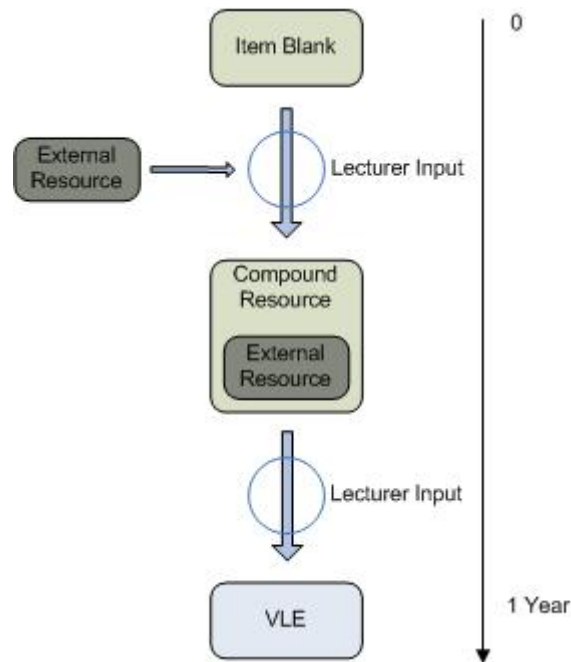 Item Blank
0
External
Resource
Lecturer Input
Compound
Resource
External
Resource
Lecturer Input
VLE
1 Year